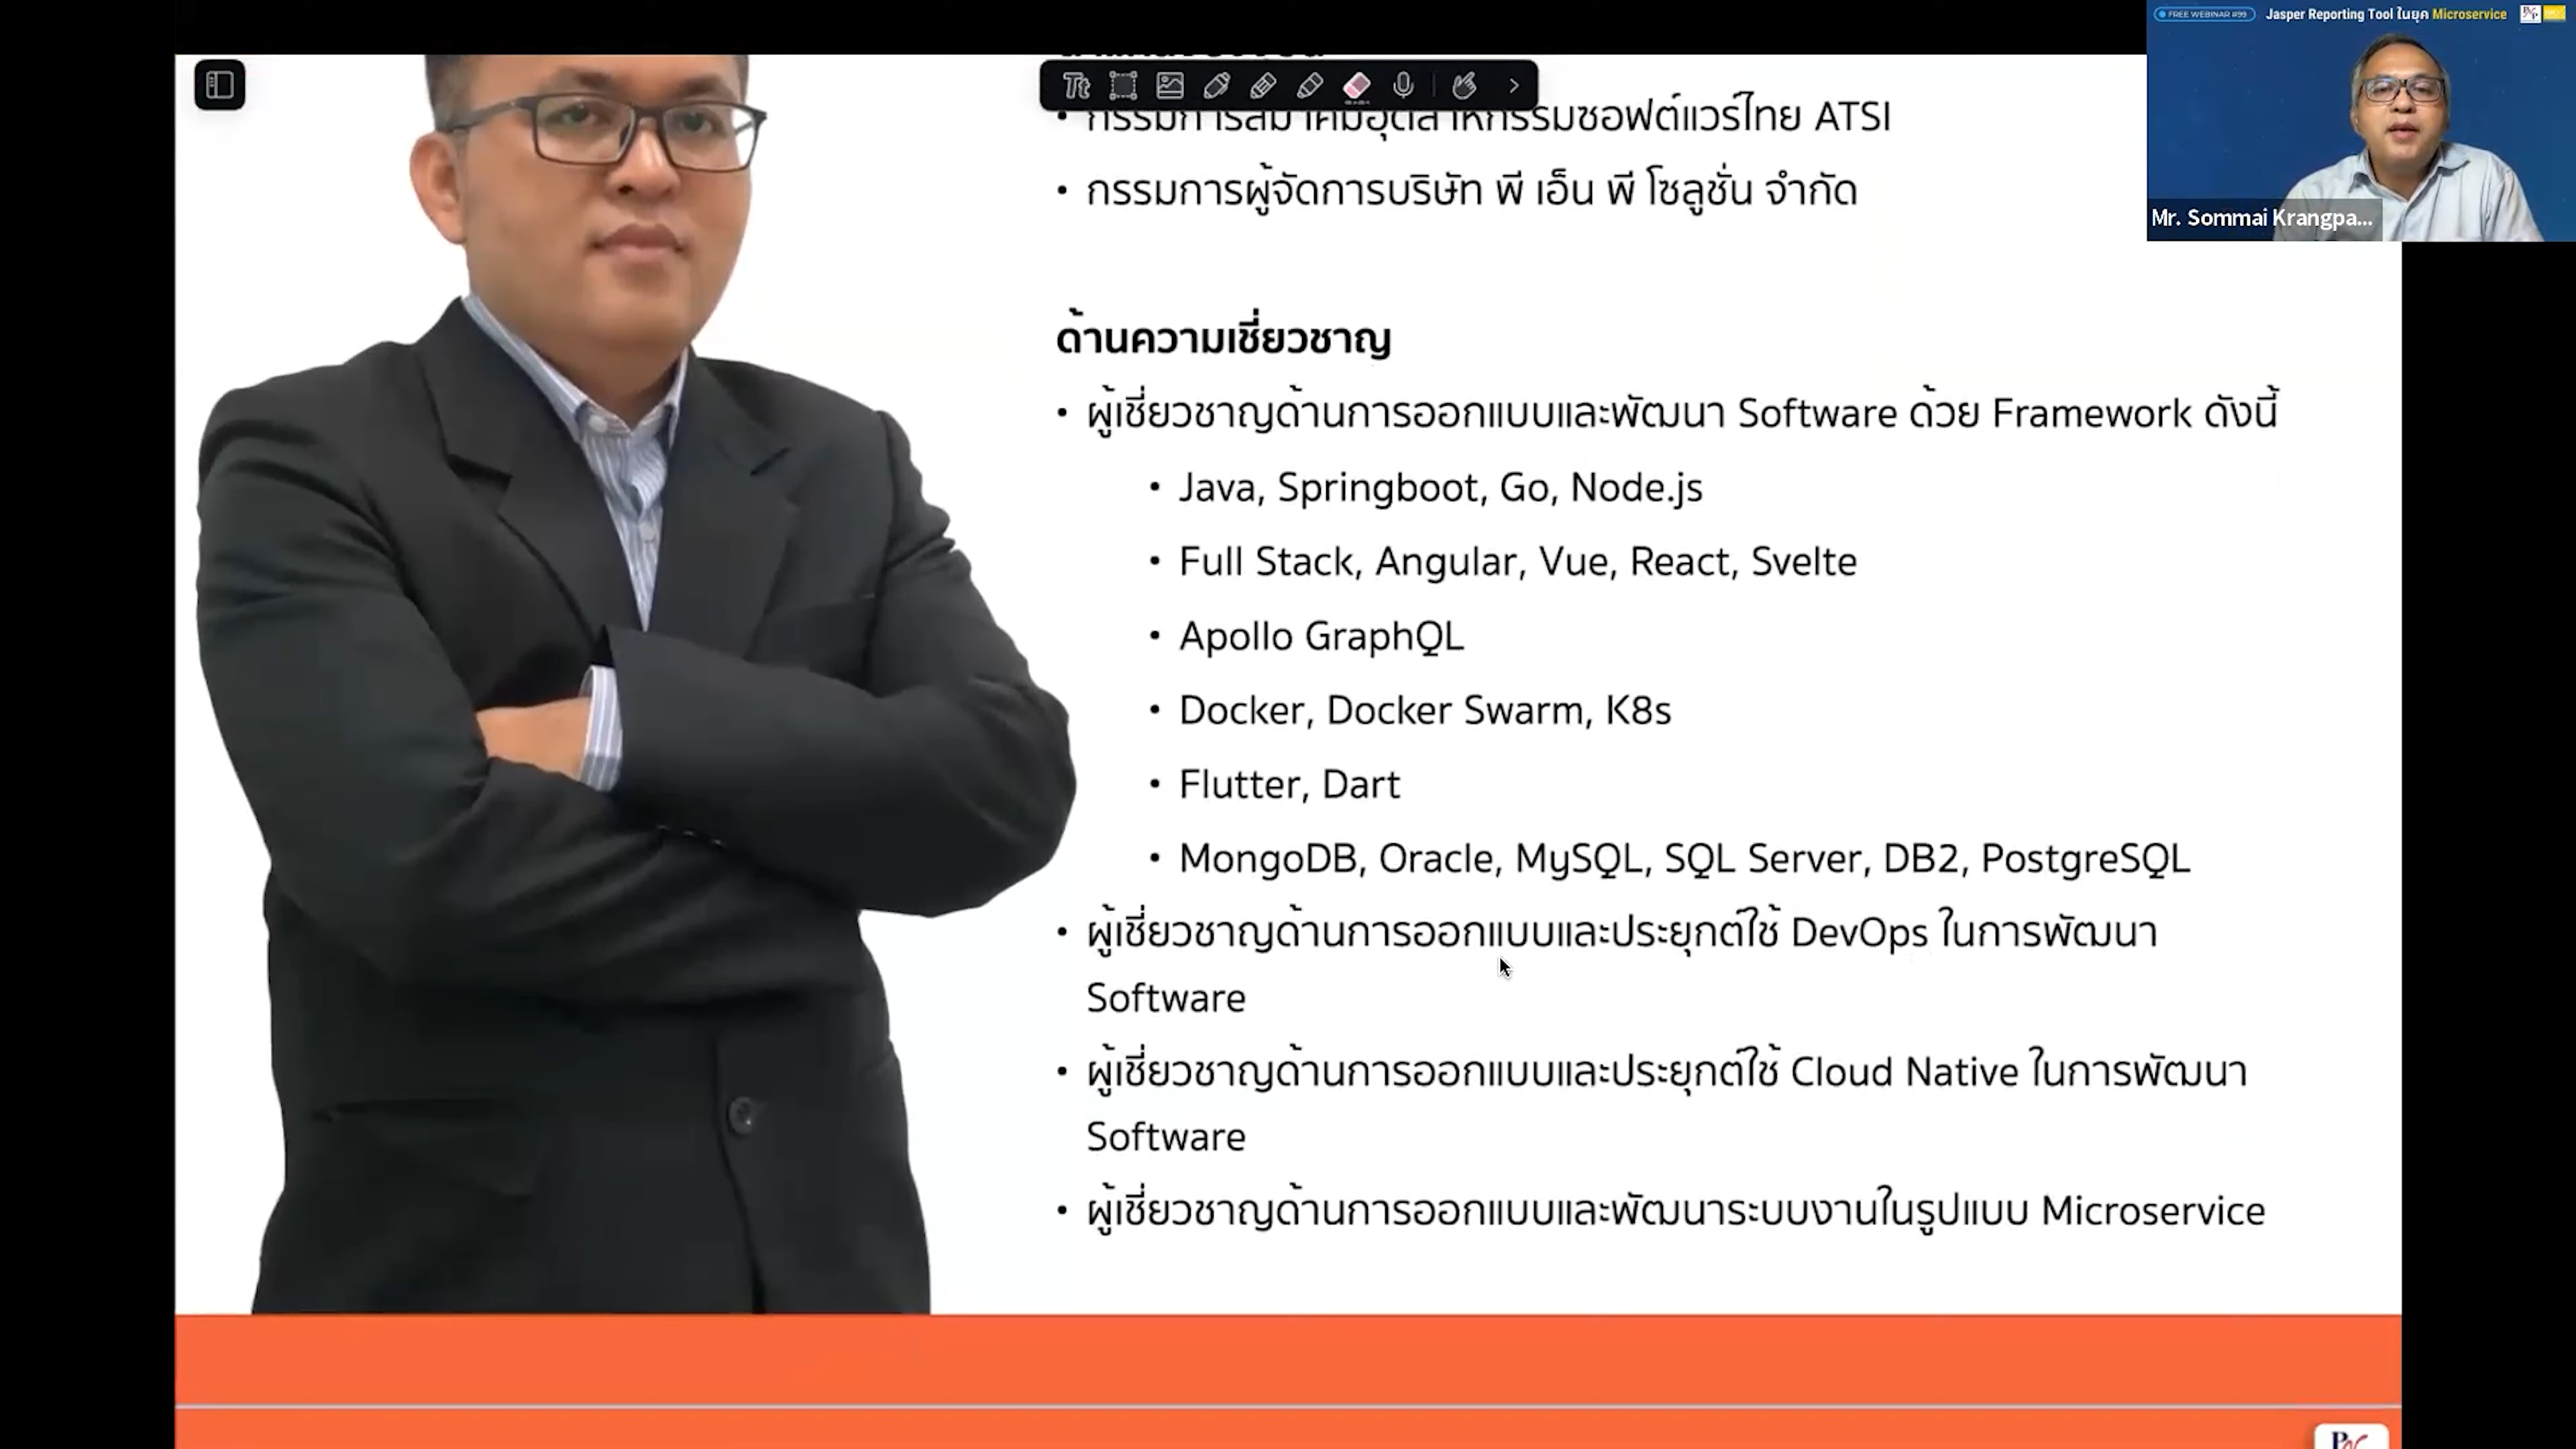 FREE WEBINAR #99 Jasper Reporting Tool ในยุค Microservice
Mr. Sommai Krangpa...
Tt
• กรรมการสมาคมอุตสาหกรรมซอฟต์แวร์ไทย ATSI
• กรรมการผู้จัดการบริษัท พี เอ็น พี โซลูชั่น จำกัด
ด้านความเชี่ยวชาญ
• ผู้เชี่ยวชาญด้านการออกแบบและพัฒนา Software ด้วย Framework ดังนี้
• Java, Springboot, Go, Node.js
• Full Stack, Angular, Vue, React, Svelte
• Apollo GraphQL
• Docker, Docker Swarm, K8s
• Flutter, Dart
• MongoDB, Oracle, MySQL, SQL Server, DB2, PostgreSQL
• ผู้เชี่ยวชาญด้านการออกแบบและประยุกต์ใช้ DevOps ในการพัฒนา
Software
• ผู้เชี่ยวชาญด้านการออกแบบและประยุกต์ใช้ Cloud Native ในการพัฒนา
Software
• ผู้เชี่ยวชาญด้านการออกแบบและพัฒนาระบบงานในรูปแบบ Microservice